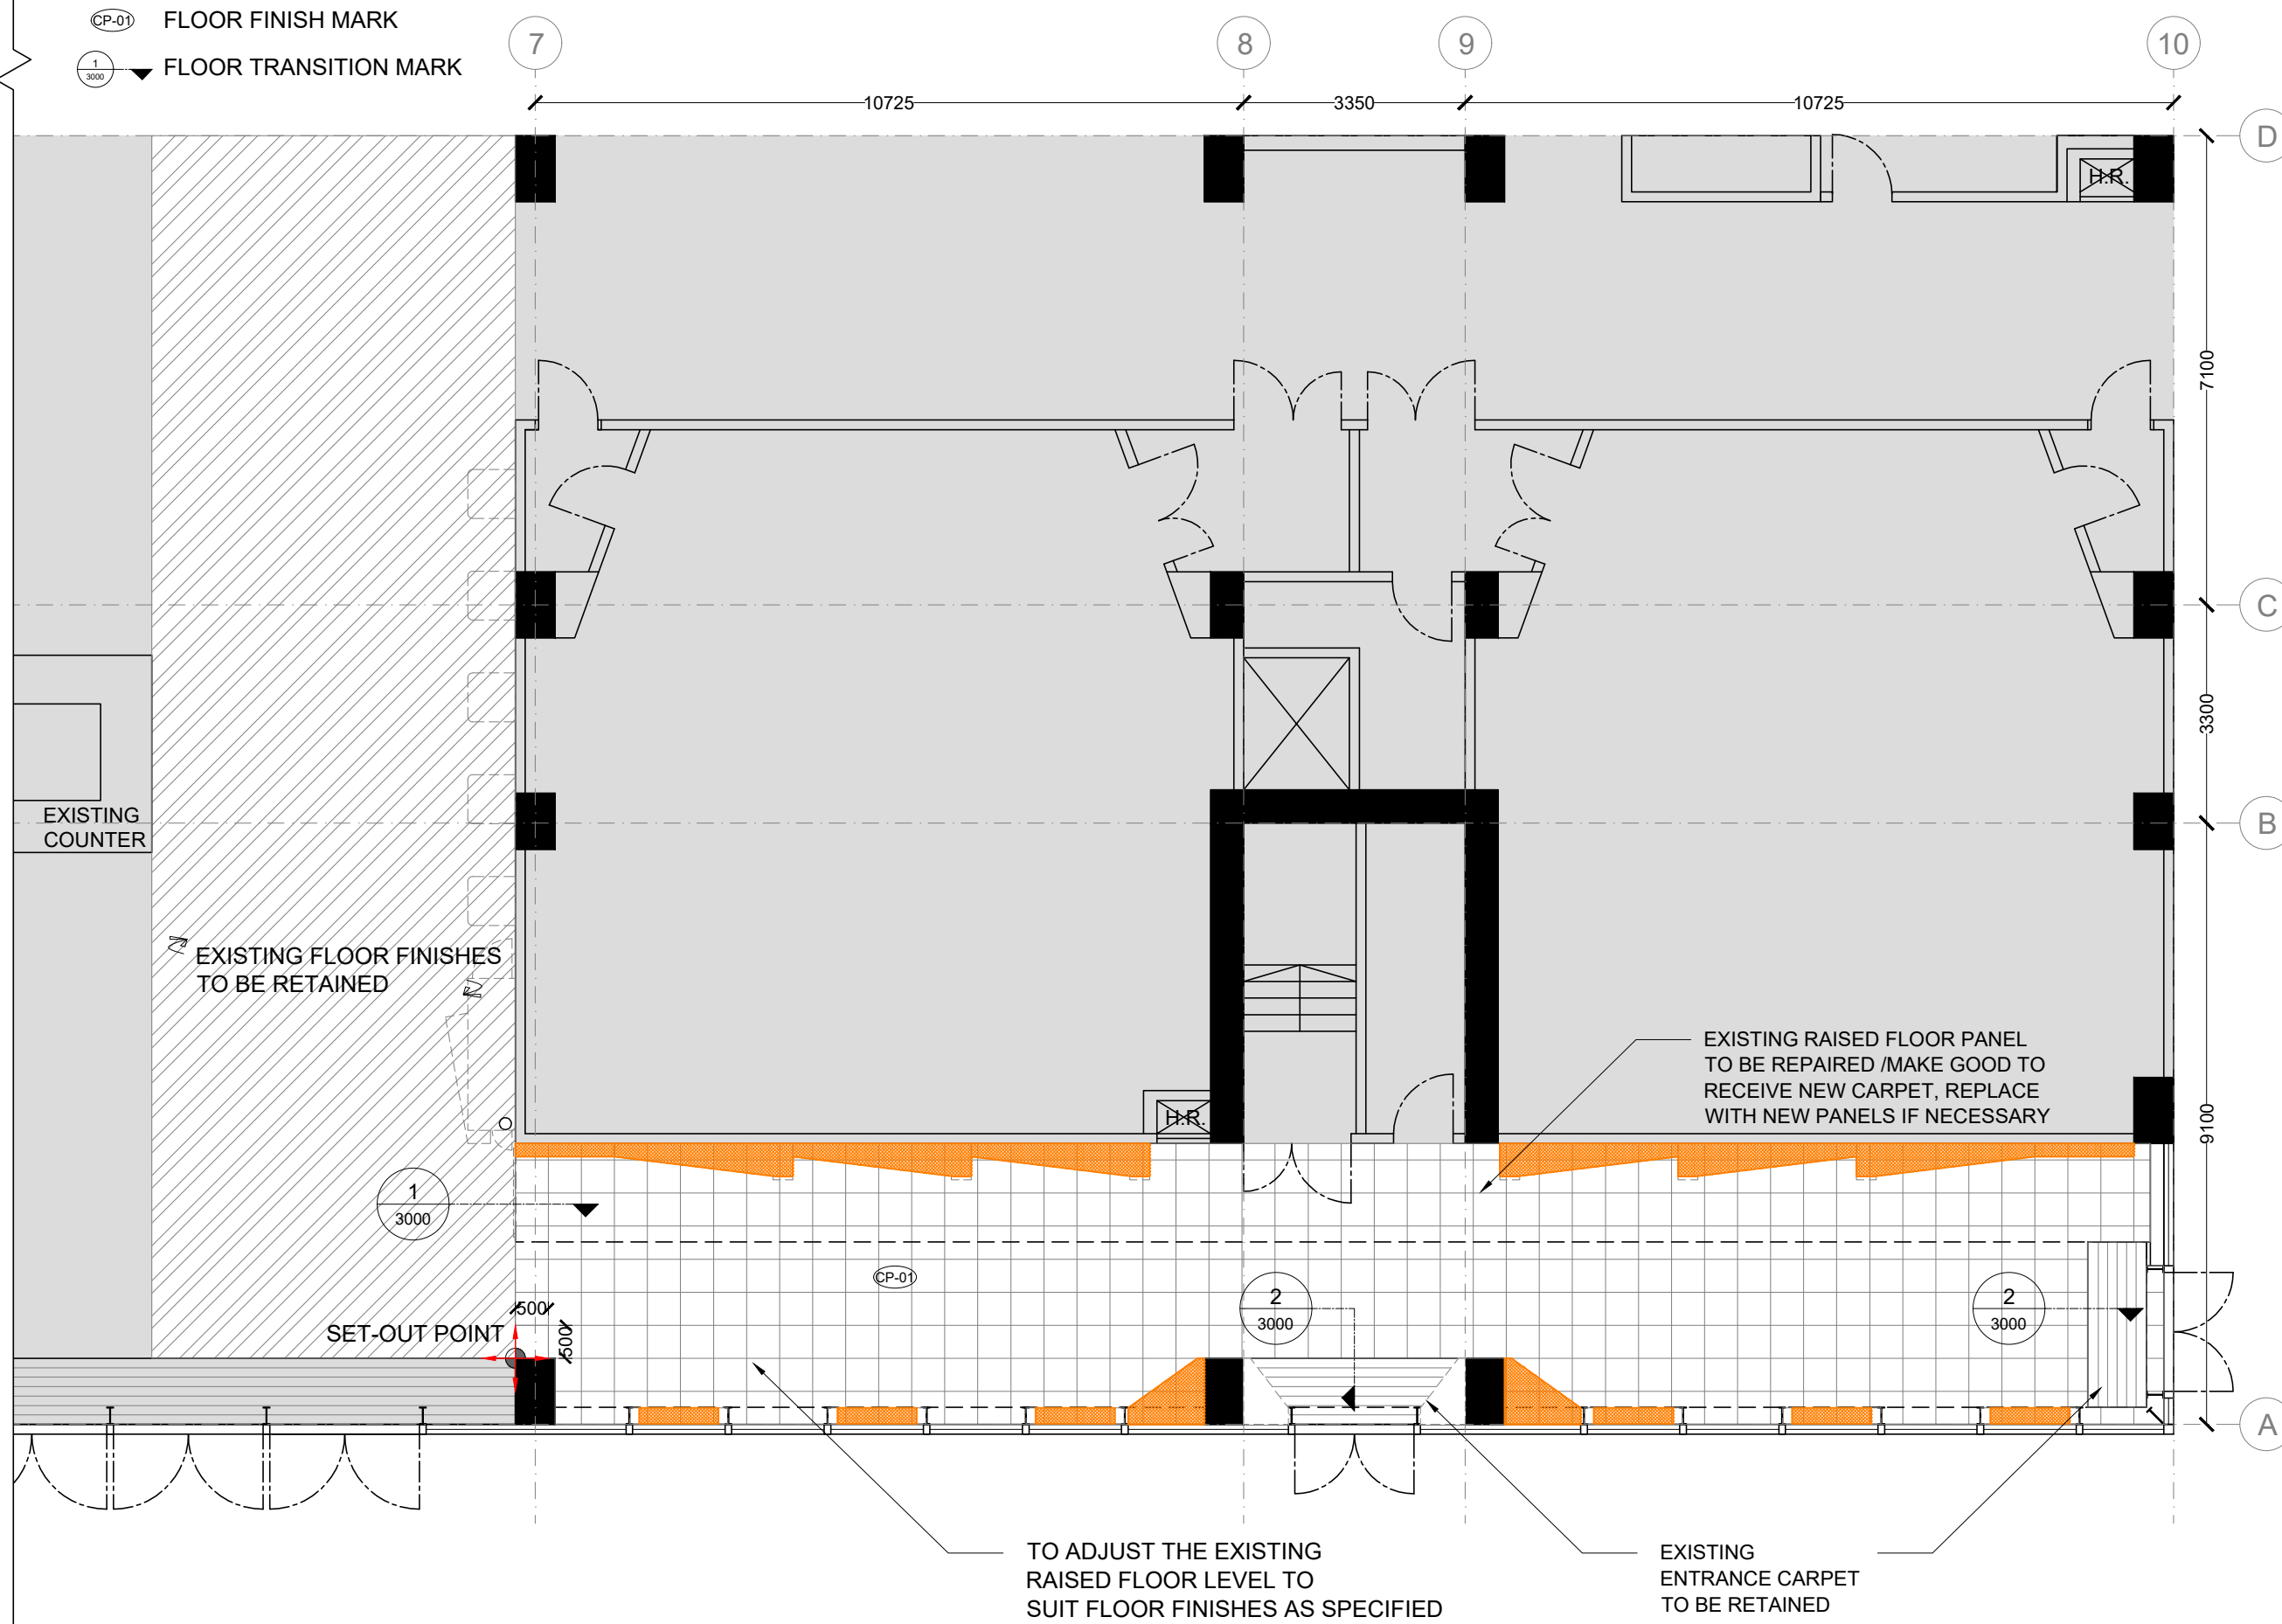 CP-01 FLOOR FINISH MARK
1
3000
FLOOR TRANSITION MARK
7
8
9
10
10725
3350
10725
D
H.R.
7100
C
3300
EXISTING
COUNTER
B
EXISTING FLOOR FINISHES
TO BE RETAINED
EXISTING RAISED FLOOR PANEL
TO BE REPAIRED /MAKE GOOD TO
RECEIVE NEW CARPET, REPLACE
WITH NEW PANELS IF NECESSARY
H.R.
9100
1
3000
CP-01
500
500
SET-OUT POINT
2
3000
2
3000
A
TO ADJUST THE EXISTING
RAISED FLOOR LEVEL TO
SUIT FLOOR FINISHES AS SPECIFIED
EXISTING
ENTRANCE CARPET
TO BE RETAINED